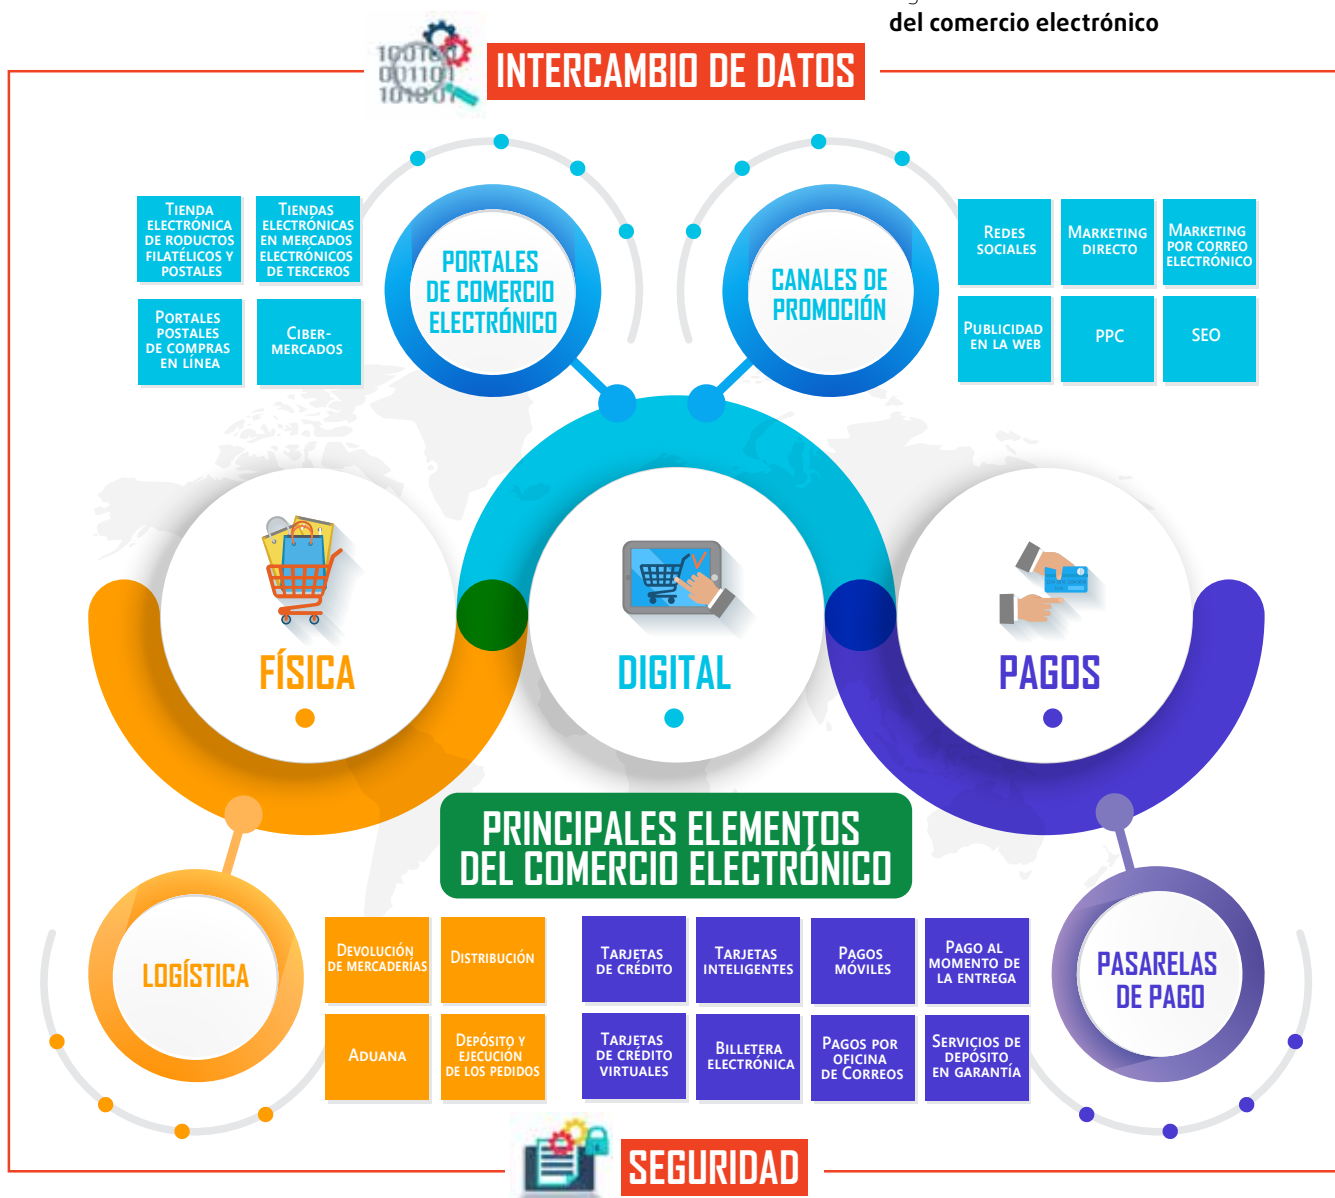 del comercio electrónico
100100
001101
1010 01
INTERCAMBIO DE DATOS
TIENDA
ELECTRÓNICA
DE RODUCTOS
FILATÉLICOS Y
POSTALES
TIENDAS
ELECTRÓNICAS
EN MERCADOS
ELECTRÓNICOS
DE TERCEROS
PORTALES
POSTALES
DE COMPRAS
EN LÍNEA
CIBER-
MERCADOS
PORTALES
DE COMERCIO
ELECTRÓNICO
CANALES DE
PROMOCIÓN
REDES
SOCIALES
MARKETING
DIRECTO
MARKETING
POR CORREO
ELECTRÓNICO
PUBLICIDAD
EN LA WEB
PPC
SEO
FÍSICA
DIGITAL
PAGOS
PRINCIPALES ELEMENTOS
DEL COMERCIO ELECTRÓNICO
LOGÍSTICA
DEVOLUCIÓN
DE MERCADERÍAS
DISTRIBUCIÓN
ADUANA
DEPÓSITO Y
EJECUCIÓN
DE LOS PEDIDOS
TARJETAS
DE CRÉDITO
TARJETAS
INTELIGENTES
PAGOS
MÓVILES
PAGO AL
MOMENTO DE
LA ENTREGA
TARJETAS
DE CRÉDITO
VIRTUALES
BILLETERA
ELECTRÓNICA
PAGOS POR
OFICINA
DE CORREOS
SERVICIOS DE
DEPÓSITO
EN GARANTÍA
PASARELAS
DE PAGO
SEGURIDAD